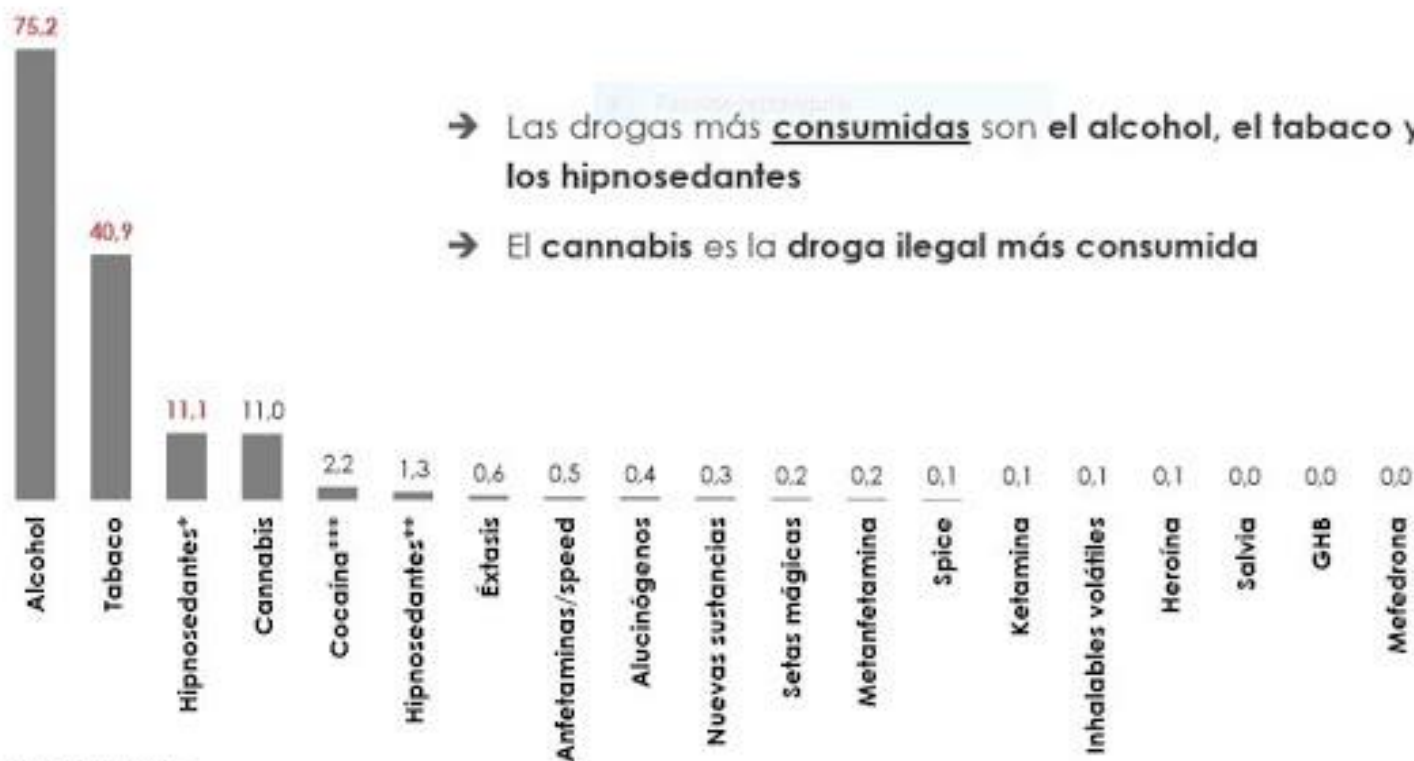 75,2
→ Las drogas más consumidas son el alcohol, el tabaco y
los hipnosedantes
→ El cannabis es la droga ilegal más consumida
40,9
11,1
11,0
2,2
1,3
0,6
0,5
0,4
0,3
0,2
0,2
0,1
0,1
0,1
0,1
0,0
0,0
0,0
Alcohol
Tabaco
Hipnosedantes*
Cannabis
Cocaína***
Hipnosedantes**
Éxtasis
Anfetaminas/speed
Alucinógenos
Nuevas sustancias
Setas mágicas
Metanfetamina
Spice
Ketamina
Inhalables volátiles
Heroína
Salvia
GHB
Mefedrona